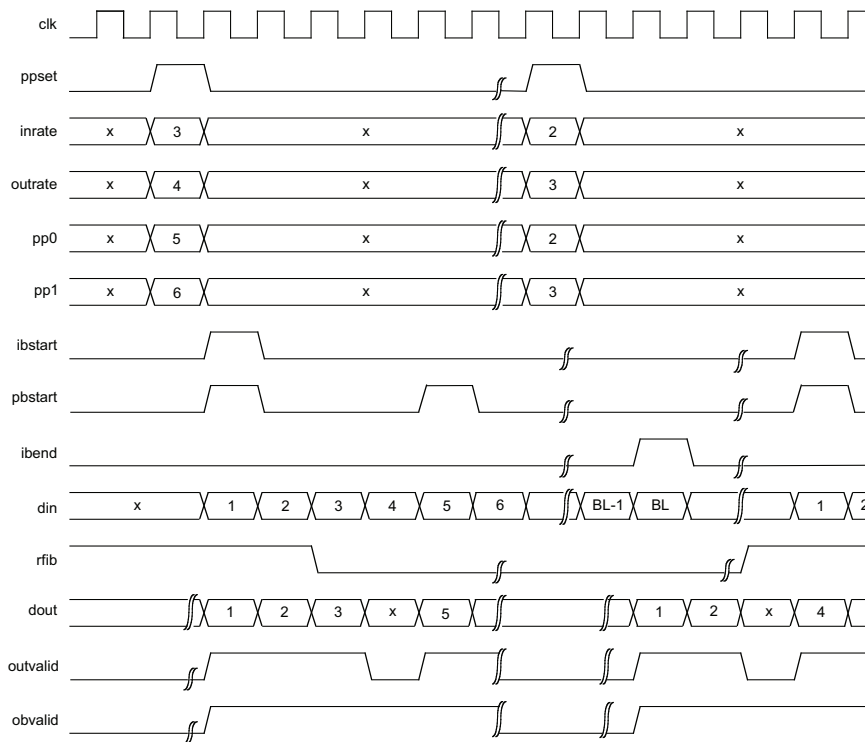 clk
ppset
inrate x 3 x 2 x
outrate x 4 x 3 x
pp0 x 5 x 2 x
pp1 x 6 x 3 x
ibstart
pbstart
ibend
din x 1 2 3 4 5 6 BL-1 BL 1 2
rfib
dout 1 2 3 x 5 1 2 x 4
outvalid
obvalid